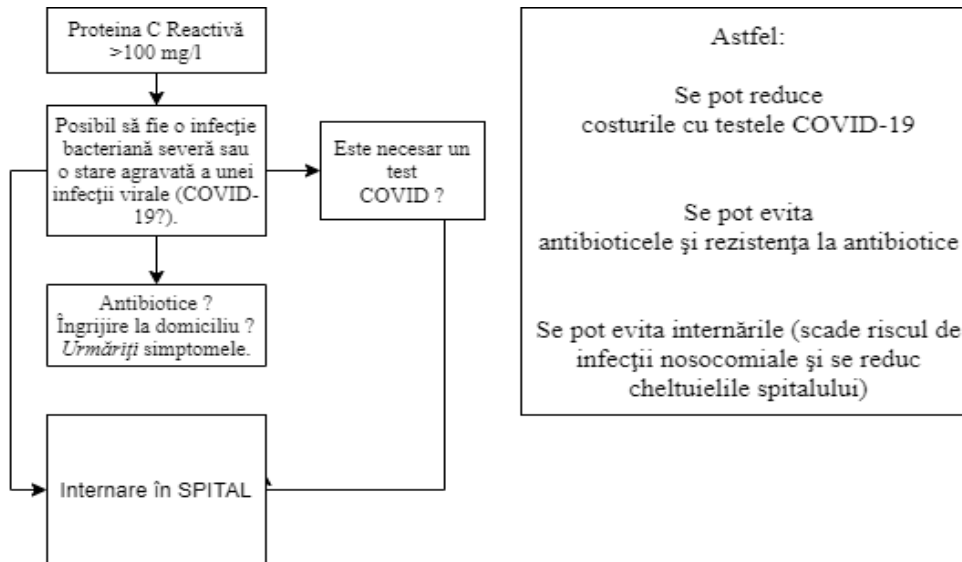 Proteina C Reactivă
>100 mg/l
Posibil să fie o infecţie
bacteriană severă sau
o stare agravată a unei
infecţii virale (COVID-
19?).
Este necesar un
test
COVID ?
Antibiotice ?
Îngrijire la domiciliu ?
Urmăriţi simptomele.
Internare în SPITAL
Astfel:
Se pot reduce
costurile cu testele COVID-19
Se pot evita
antibioticele şi rezistenţa la antibiotice
Se pot evita internările (scade riscul de
infecţii nosocomiale şi se reduc
cheltuielile spitalului)